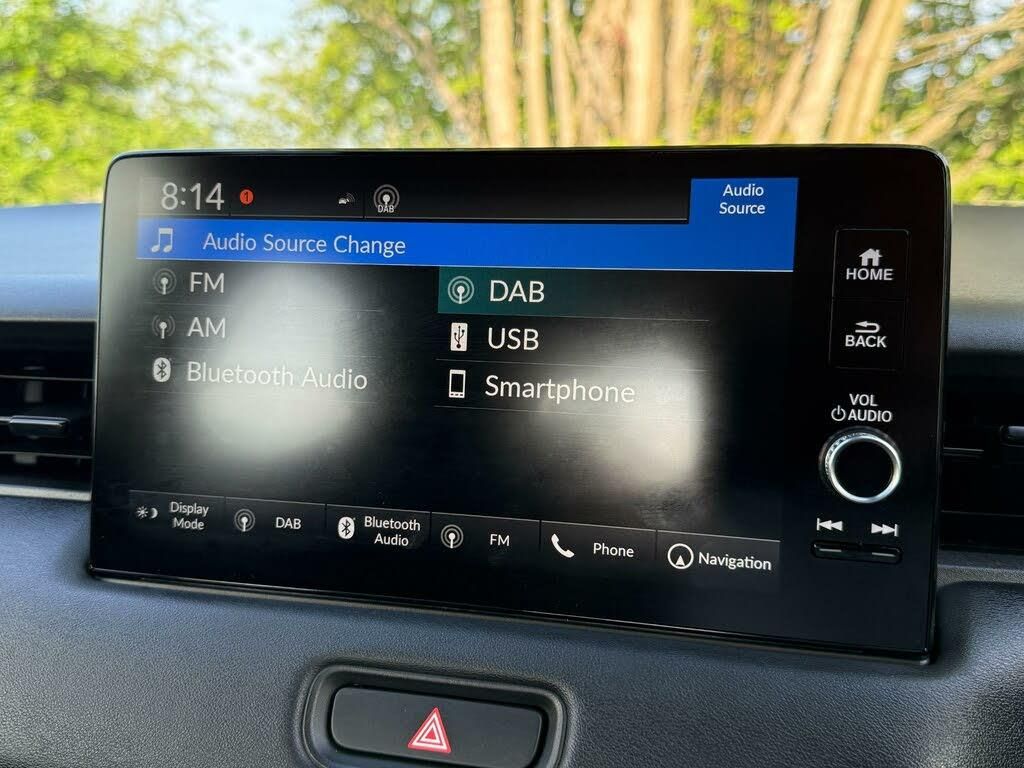 8:14
1
DAB
Audio
Source
Audio Source Change
FM
DAB
AM
USB
Bluetooth Audio
Smartphone
HOME
BACK
VOL
AUDIO
Display
Mode
DAB
Bluetooth
Audio
FM
Phone
Navigation